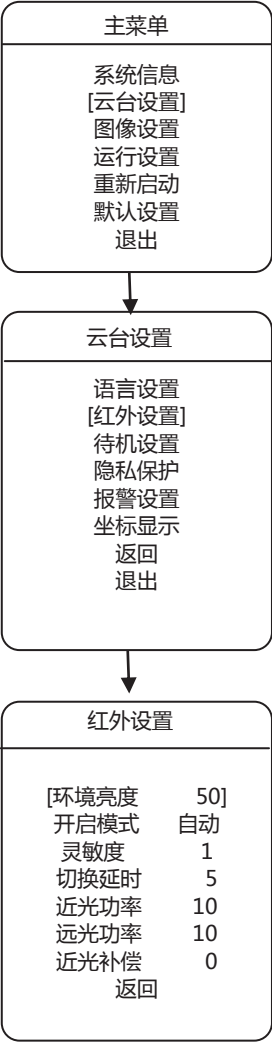 主菜单
系统信息
[云台设置]
图像设置
运行设置
重新启动
默认设置
退出
云台设置
语言设置
[红外设置]
待机设置
隐私保护
报警设置
坐标显示
返回
退出
红外设置
[环境亮度 50]
开启模式 自动
灵敏度 1
切换延时 5
近光功率 10
远光功率 10
近光补偿 0
返回